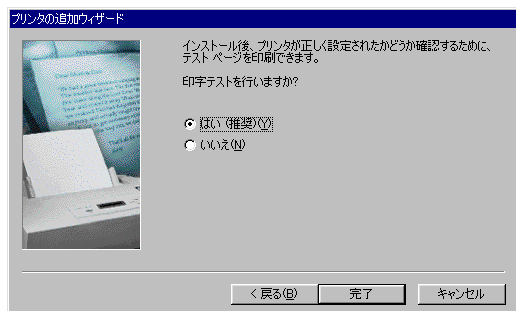 プリンタの追加ウィザード
インストール後、プリンタが正しく設定されたかどうか確認するために、
テスト ページを印刷できます。
印字テストを行いますか?
はい (推奨)(Y)
いいえ(N)
< 戻る(B)
完了
キャンセル